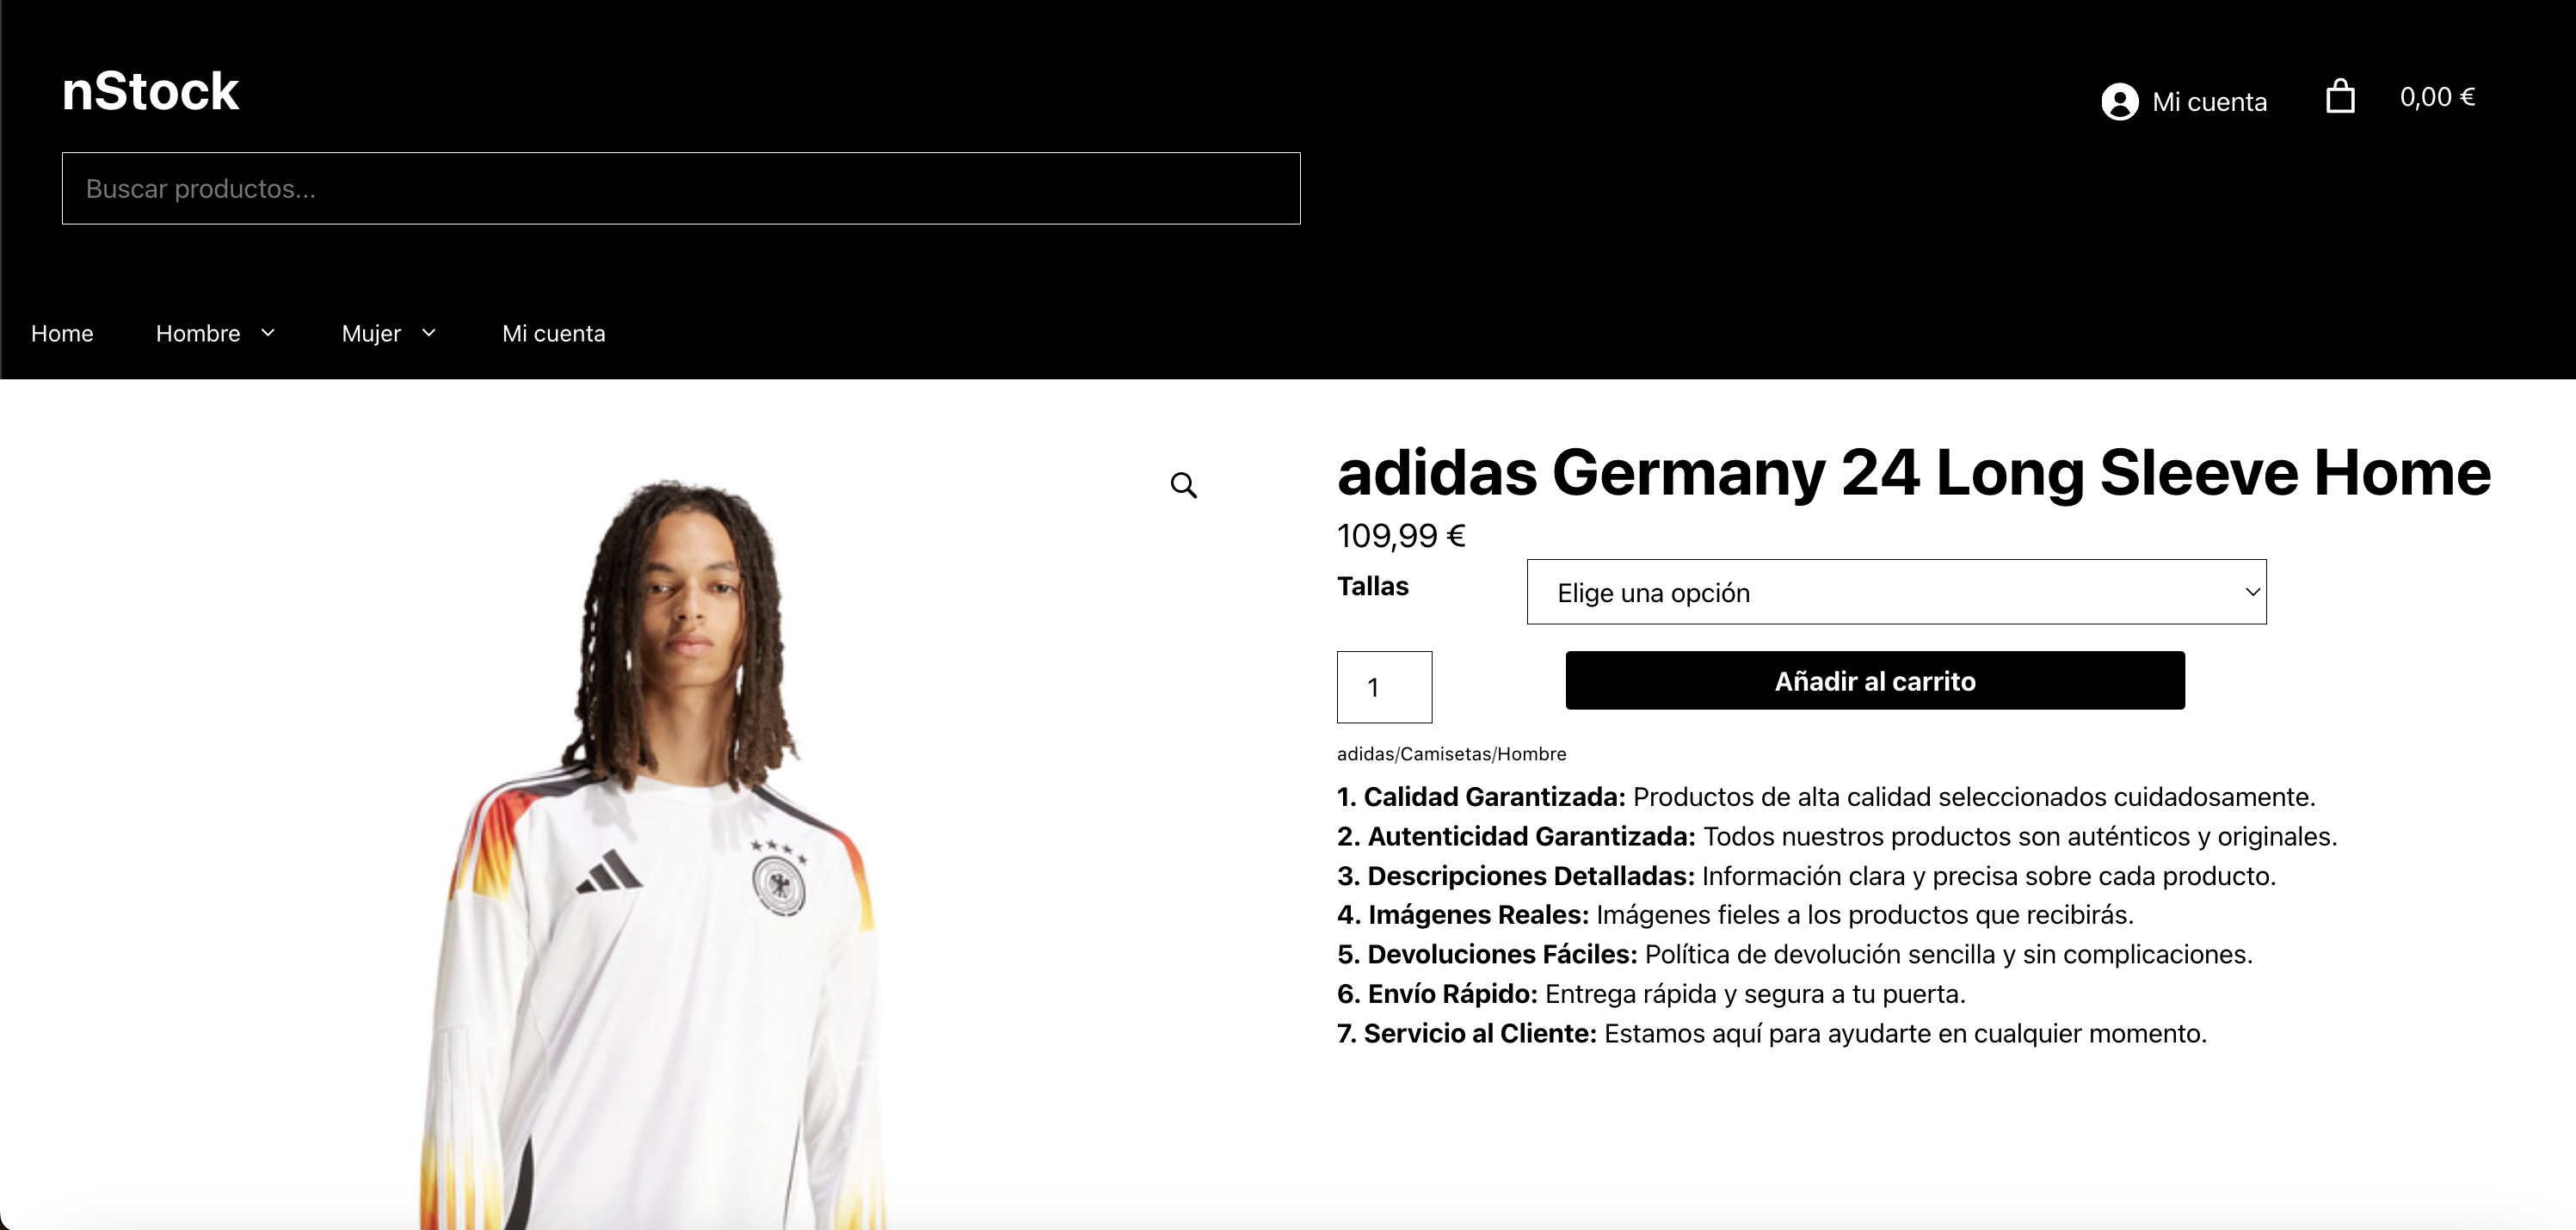 nStock
Mi cuenta
0,00 €
Buscar productos...
Home
Hombre
Mujer
Mi cuenta
adidas Germany 24 Long Sleeve Home
109,99 €
Tallas
Elige una opción
1
Añadir al carrito
adidas/Camisetas/Hombre
1. Calidad Garantizada: Productos de alta calidad seleccionados cuidadosamente.
2. Autenticidad Garantizada: Todos nuestros productos son auténticos y originales.
3. Descripciones Detalladas: Información clara y precisa sobre cada producto.
4. Imágenes Reales: Imágenes fieles a los productos que recibirás.
5. Devoluciones Fáciles: Política de devolución sencilla y sin complicaciones.
6. Envío Rápido: Entrega rápida y segura a tu puerta.
7. Servicio al Cliente: Estamos aquí para ayudarte en cualquier momento.